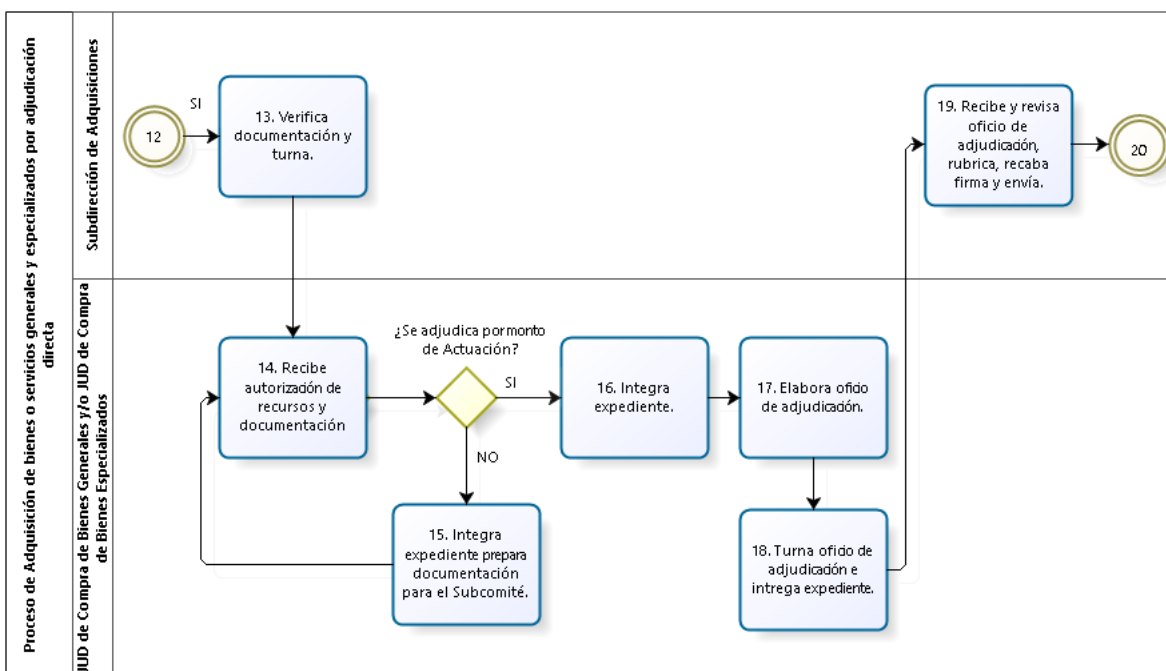 Proceso de Adquisición de bienes o servicios generales y especializados por adjudicación
directa
Subdirección de Adquisiciones
12
SI
13. Verifica
documentación y
turna.
19. Recibe y revisa
oficio de
adjudicación,
rubrica, recaba
firma y envía.
20
JUD de Compra de Bienes Generales y/o JUD de Compra
de Bienes Especializados
14. Recibe
autorización de
recursos y
documentación
¿Se adjudica pormonto
de Actuación?
SI
NO
15. Integra
expediente prepara
documentación
para el Subcomité.
16. Integra
expediente.
17. Elabora oficio
de adjudicación.
18. Turna oficio de
adjudicación e
intrega expediente.